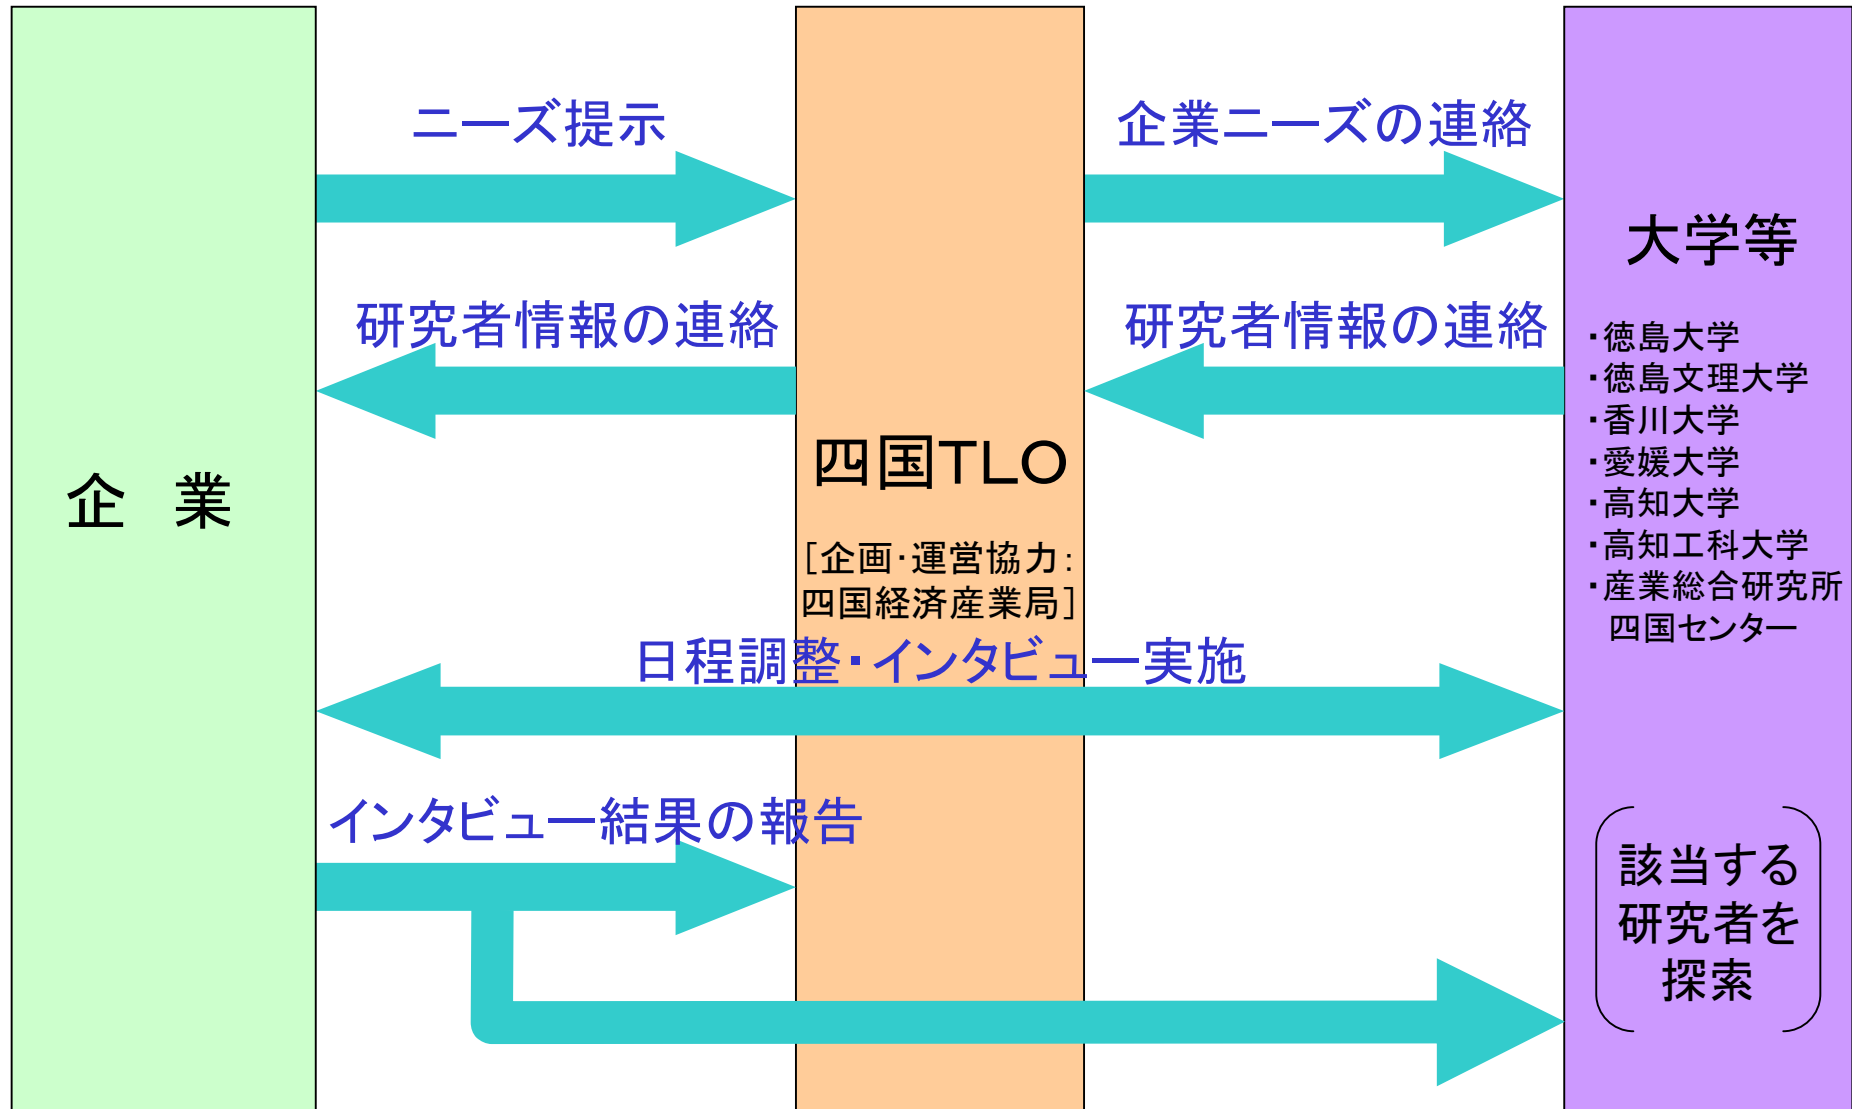 ニーズ提示
企業ニーズの連絡
研究者情報の連絡
研究者情報の連絡
企　業
四国TLO
［企画・運営協力：
四国経済産業局］
大学等
・徳島大学
・徳島文理大学
・香川大学
・愛媛大学
・高知大学
・高知工科大学
・産業総合研究所
四国センター
日程調整・インタビュー実施
インタビュー結果の報告
該当する
研究者を
探索